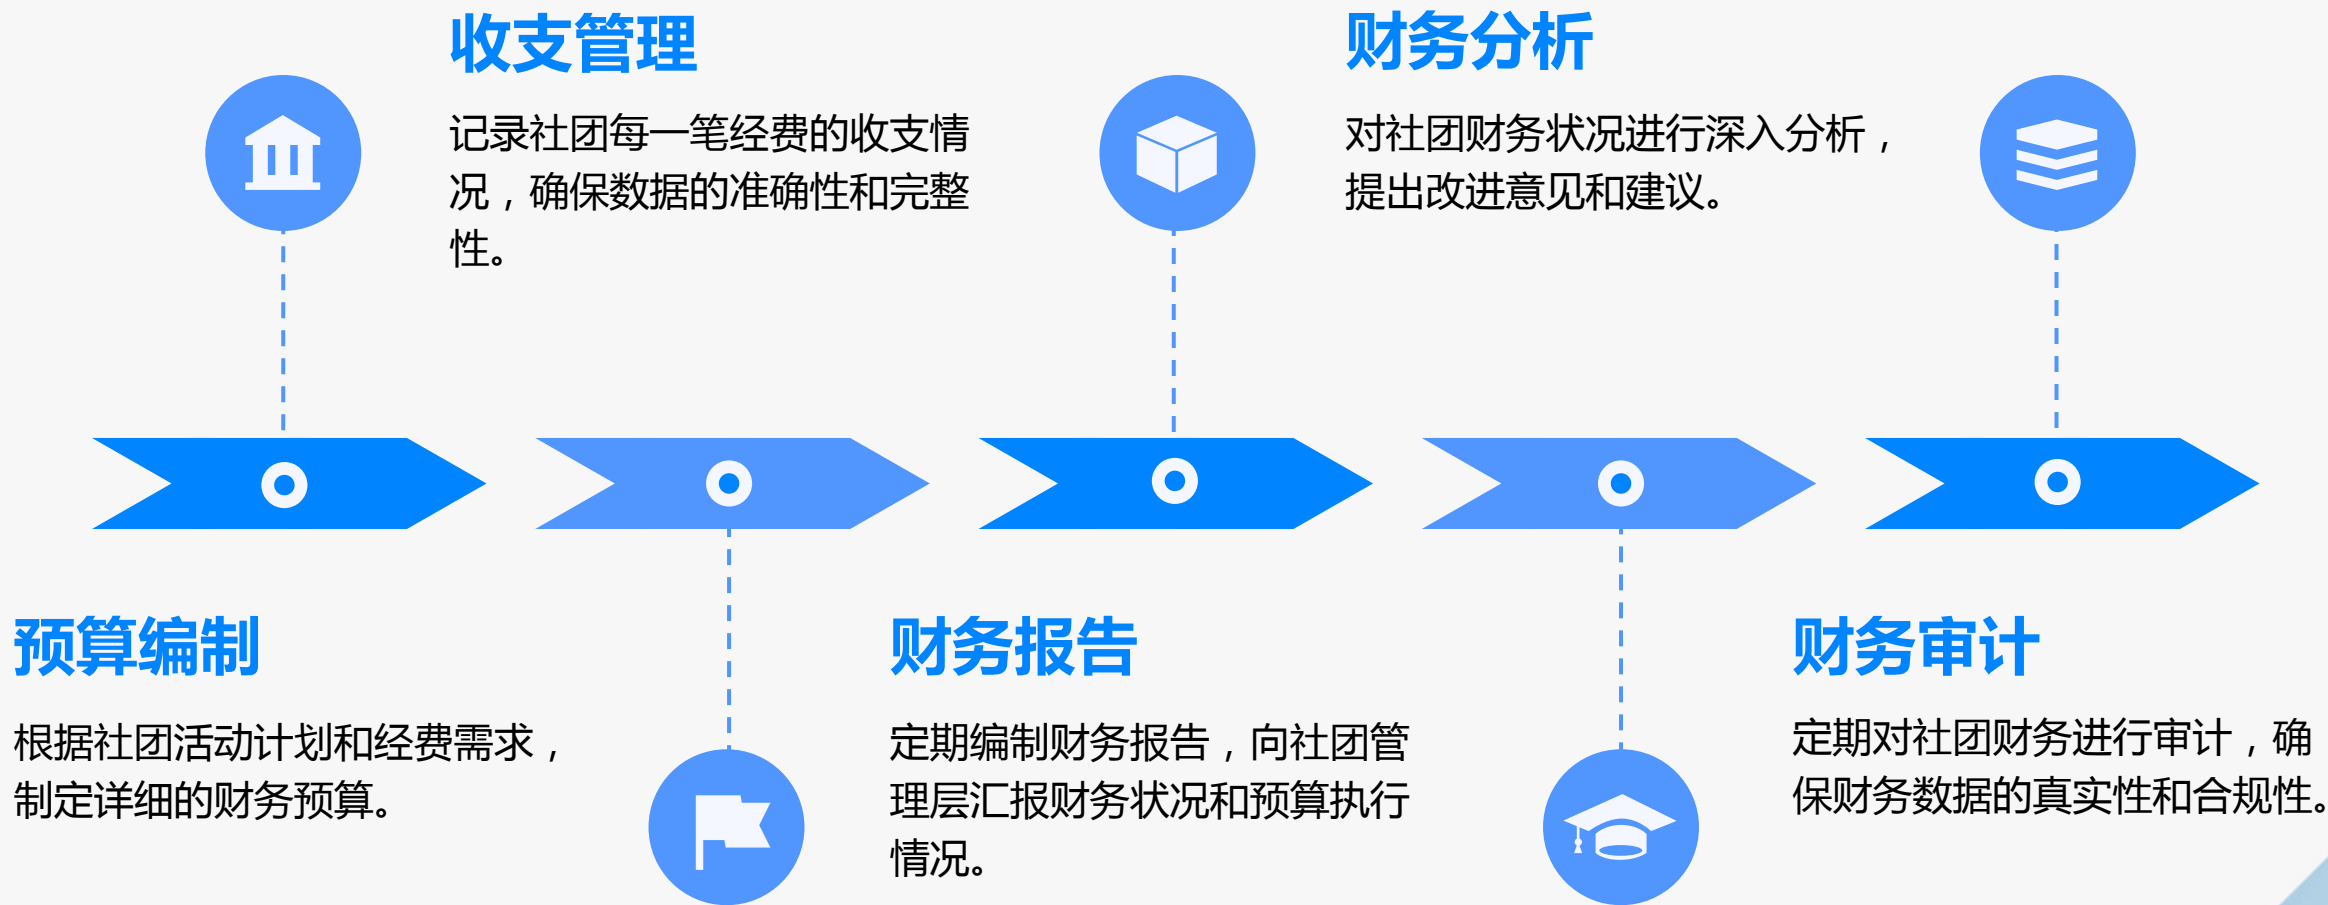 收支管理
记录社团每一笔经费的收支情
况，确保数据的准确性和完整
性。
财务分析
对社团财务状况进行深入分析，
提出改进意见和建议。
预算编制
根据社团活动计划和经费需求，
制定详细的财务预算。
财务报告
定期编制财务报告，向社团管
理层汇报财务状况和预算执行
情况。
财务审计
定期对社团财务进行审计，确
保财务数据的真实性和合规性。